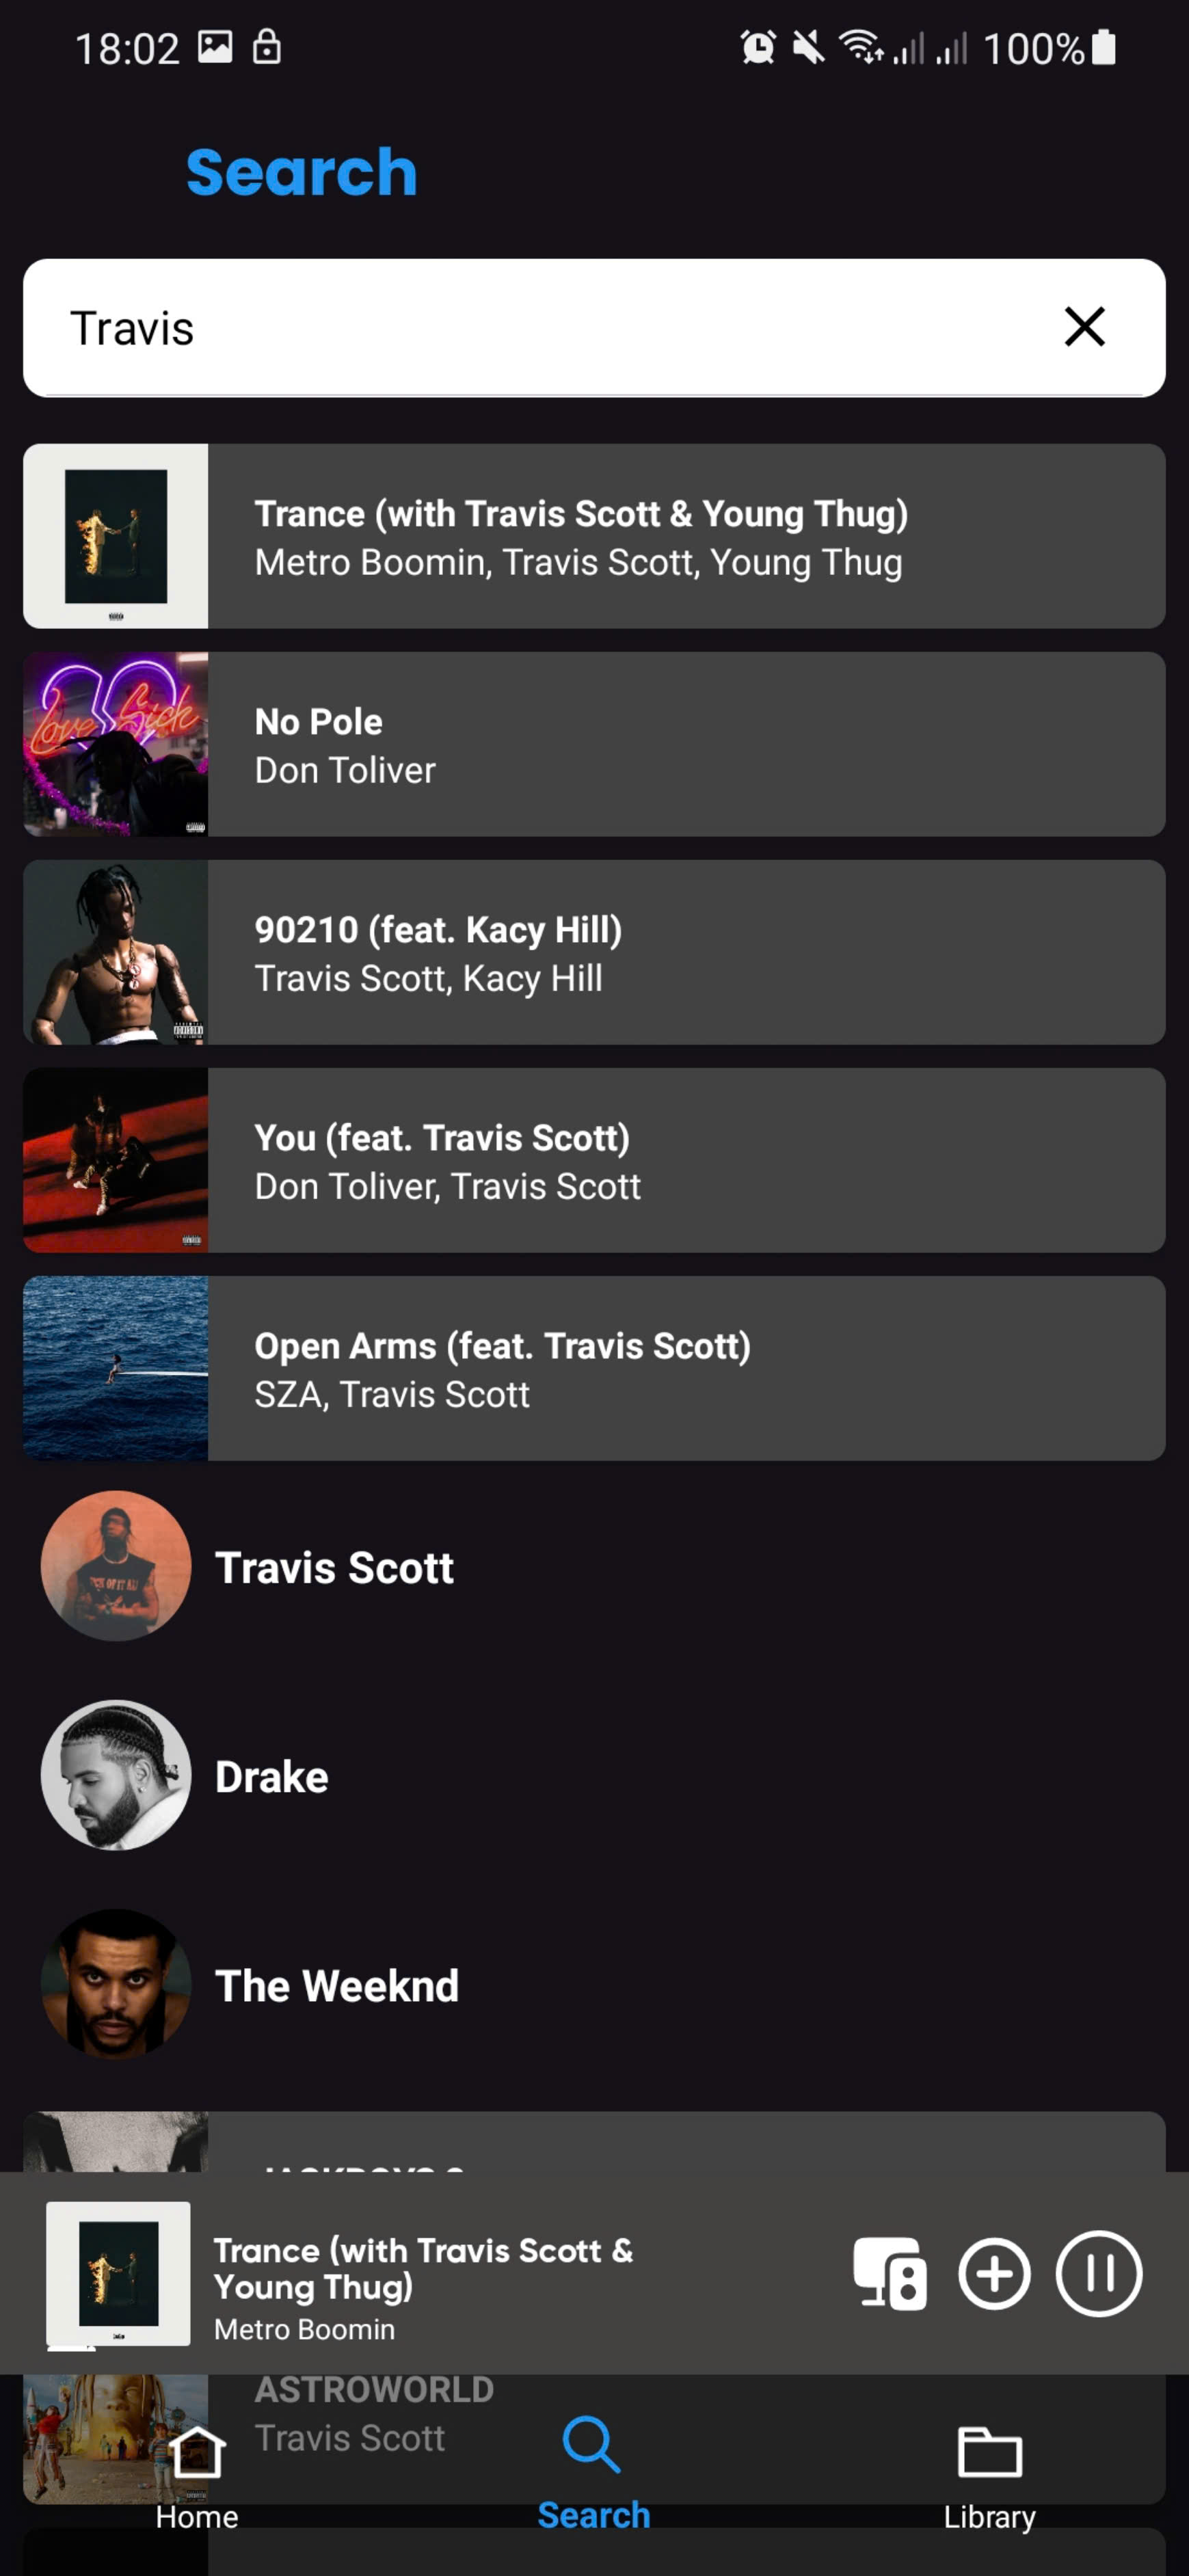 18:02
100%
Search
Travis
Trance (with Travis Scott & Young Thug)
Metro Boomin, Travis Scott, Young Thug
Love Sick
No Pole
Don Toliver
90210 (feat. Kacy Hill)
Travis Scott, Kacy Hill
You (feat. Travis Scott)
Don Toliver, Travis Scott
Open Arms (feat. Travis Scott)
SZA, Travis Scott
Travis Scott
Drake
The Weeknd
Trance (with Travis Scott &
Young Thug)
Metro Boomin
ASTROWORLD
Travis Scott
Home
Search
Library